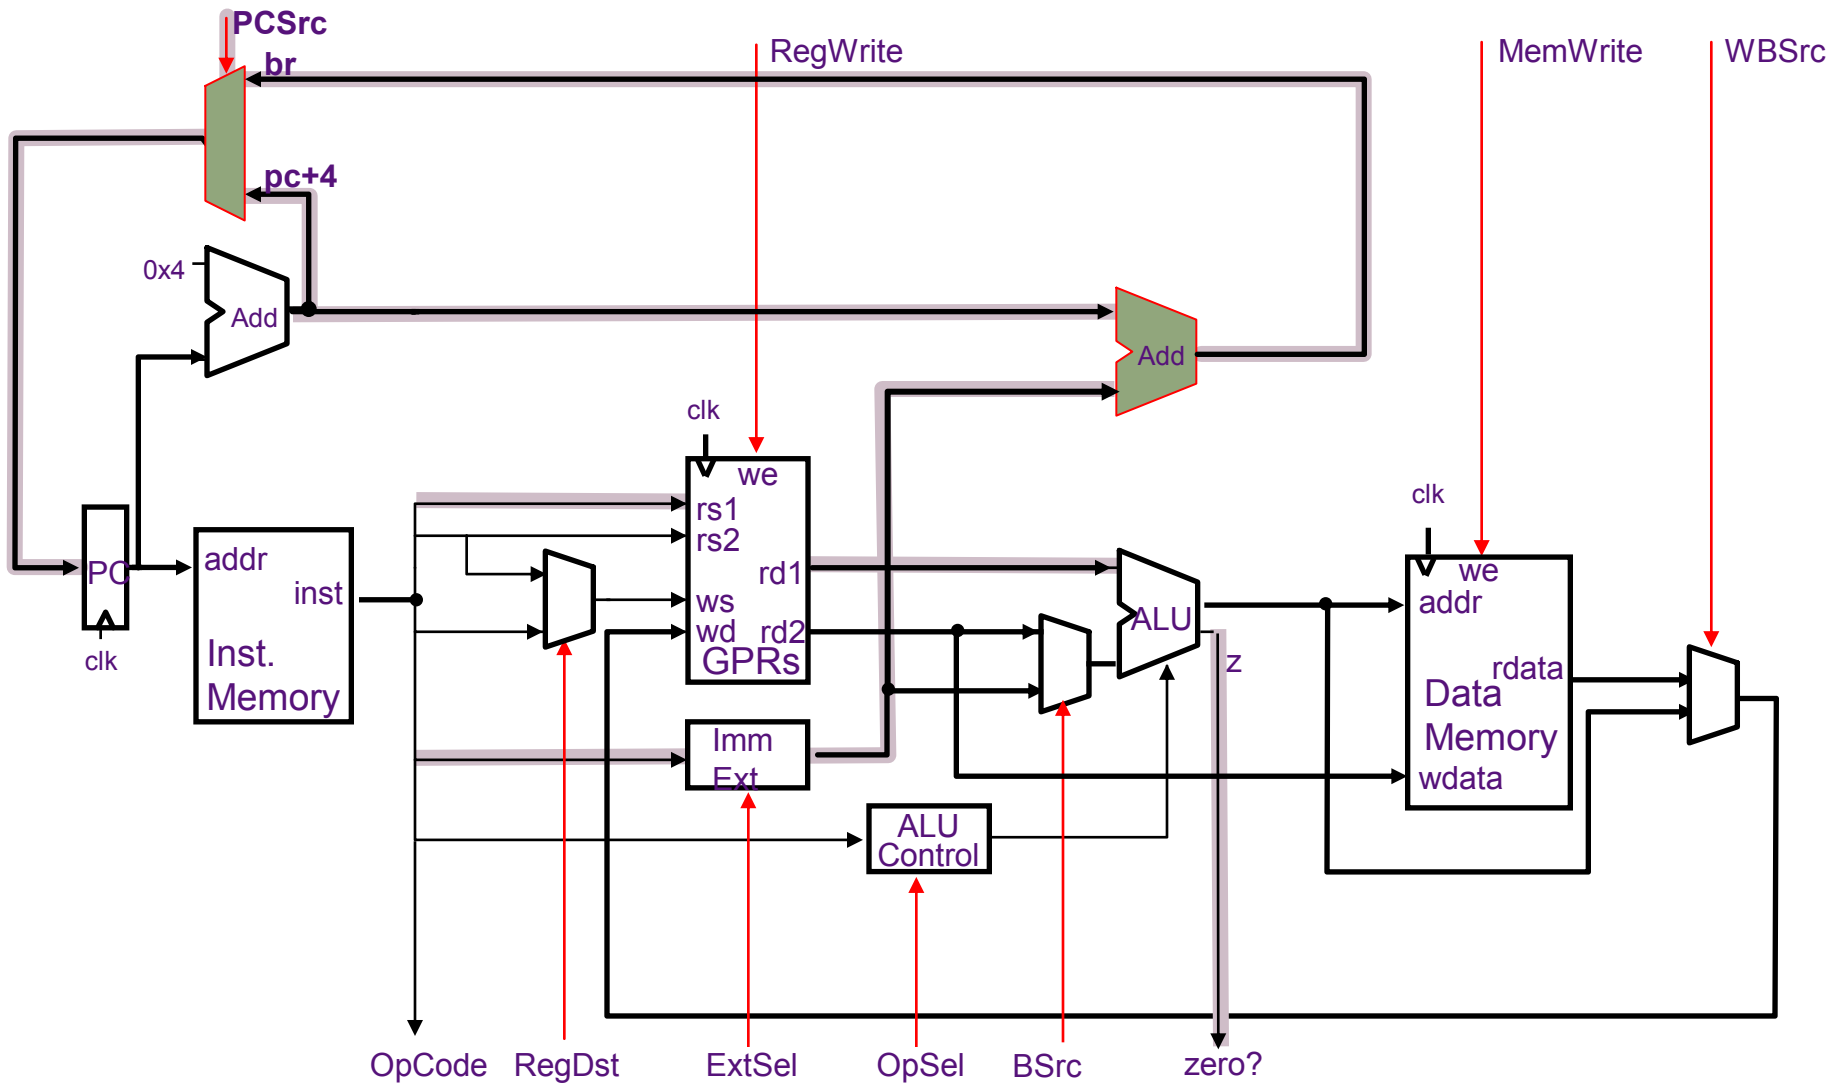 PCSrc
RegWrite
MemWrite
WBSrc
br
pc+4
0x4
Add
Add
clk
we
rs1
rs2
rd1
ws
wd
rd2
GPRs
clk
we
addr
rdata
Data
Memory
wdata
PC
clk
addr
inst
Inst.
Memory
ALU
z
Imm
Ext
ALU
Control
OpCode
RegDst
ExtSel
OpSel
BSrc
zero?